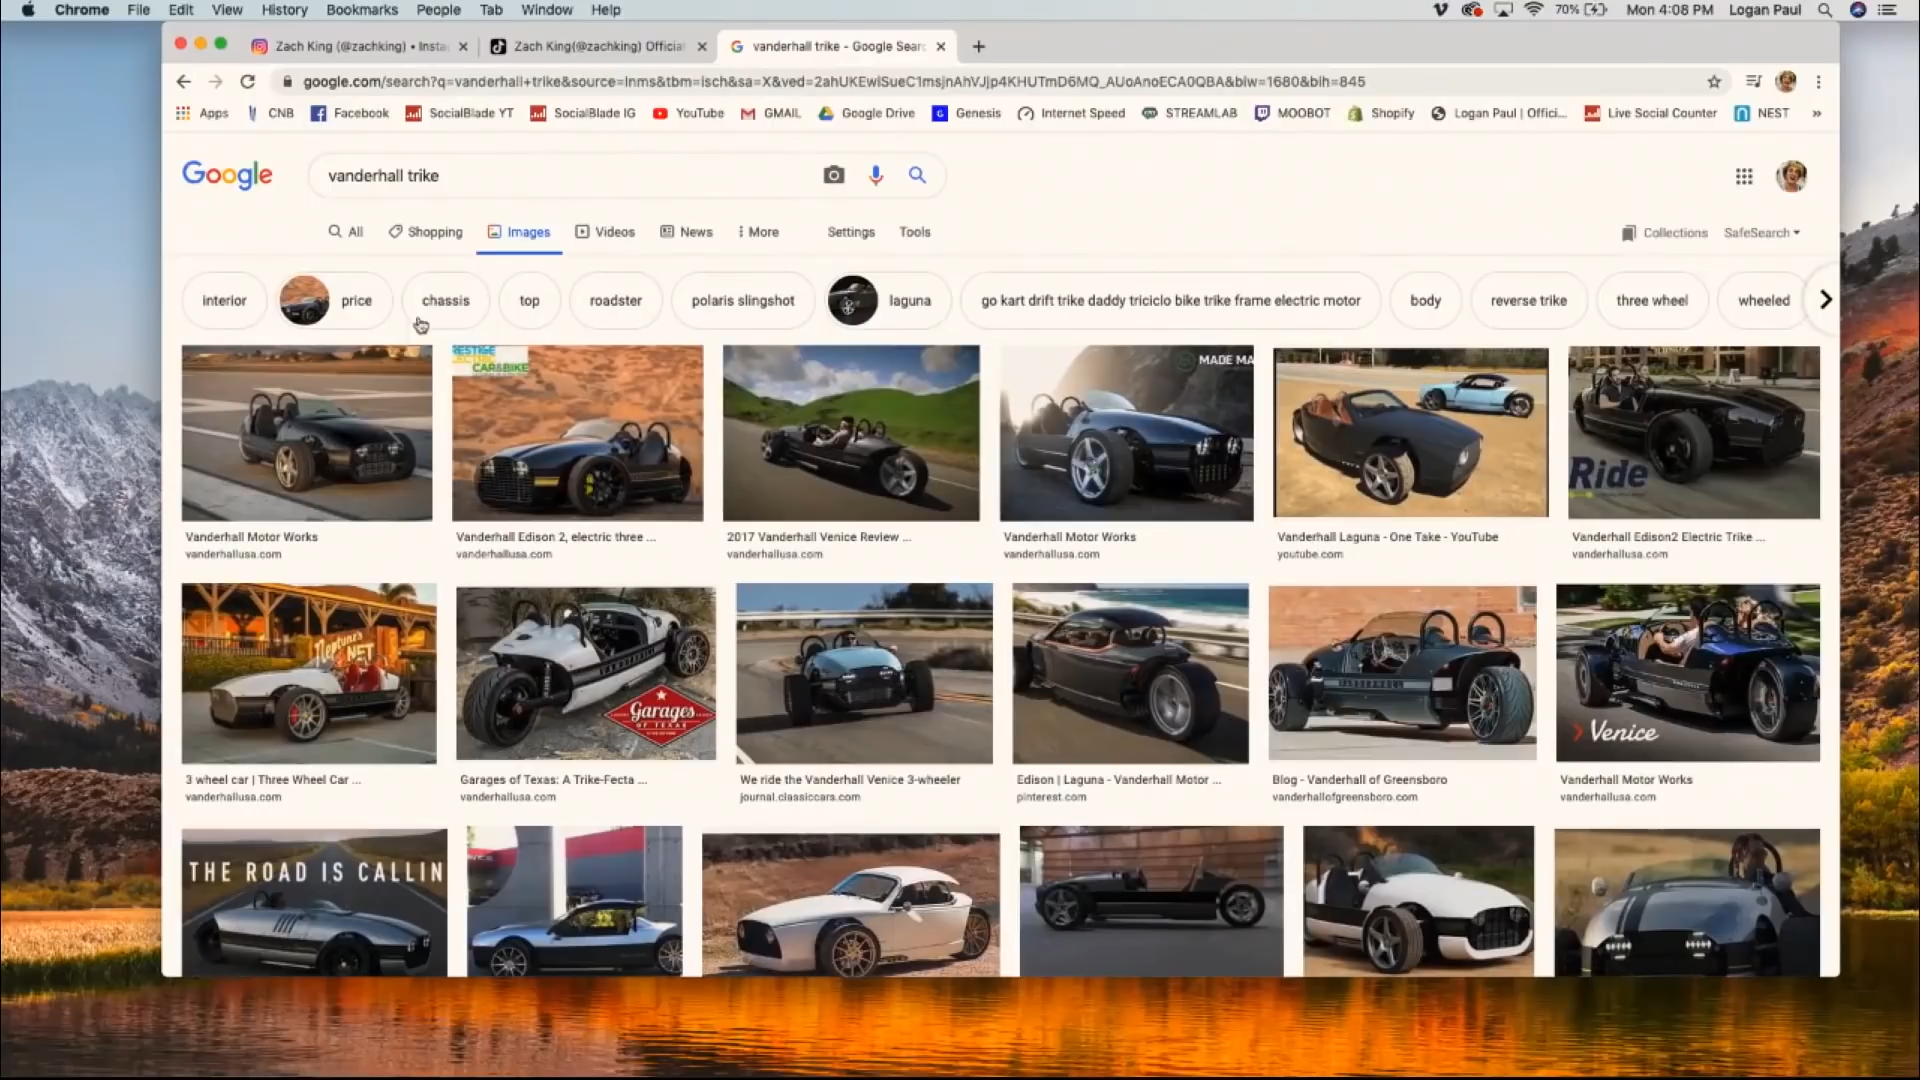 Chrome File Edit View History Bookmarks People Tab Window Help 70% Mon 4:08 PM Logan Paul
Zach King (@zachking) • Insta Zach King(@zachking) Officia vanderhall trike - Google Sear
google.com/search?q=vanderhall+trike&source=lnms&tbm=isch&sa=X&ved=2ahUKEwiSueC1msjnAhVJjp4KHUTmD6MQ_AUoAnoECA0QBA&biw=1680&bih=845
Apps CNB Facebook SocialBlade YT SocialBlade IG YouTube GMAIL Google Drive Genesis Internet Speed STREAMLAB MOOBOT Shopify Logan Paul | Offici... Live Social Counter NEST »
Google vanderhall trike
All Shopping Images Videos News More Settings Tools Collections SafeSearch
interior price chassis top roadster polaris slingshot laguna go kart drift trike daddy triciclo bike trike frame electric motor body reverse trike three wheel wheeled
CAR&BIKE
MADE MA
Ride
Vanderhall Motor Works Vanderhall Edison 2, electric three ... 2017 Vanderhall Venice Review ... Vanderhall Motor Works Vanderhall Laguna - One Take - YouTube Vanderhall Edison2 Electric Trike ...
vanderhallusa.com vanderhallusa.com vanderhallusa.com vanderhallusa.com youtube.com vanderhallusa.com
Neptune's
NET
Garages
OF TEXAS
Venice
3 wheel car | Three Wheel Car ... Garages of Texas: A Trike-Fecta ... We ride the Vanderhall Venice 3-wheeler Edison | Laguna - Vanderhall Motor ... Blog - Vanderhall of Greensboro Vanderhall Motor Works
vanderhallusa.com vanderhallusa.com journal.classiccars.com pinterest.com vanderhallofgreensboro.com vanderhallusa.com
THE ROAD IS CALLIN